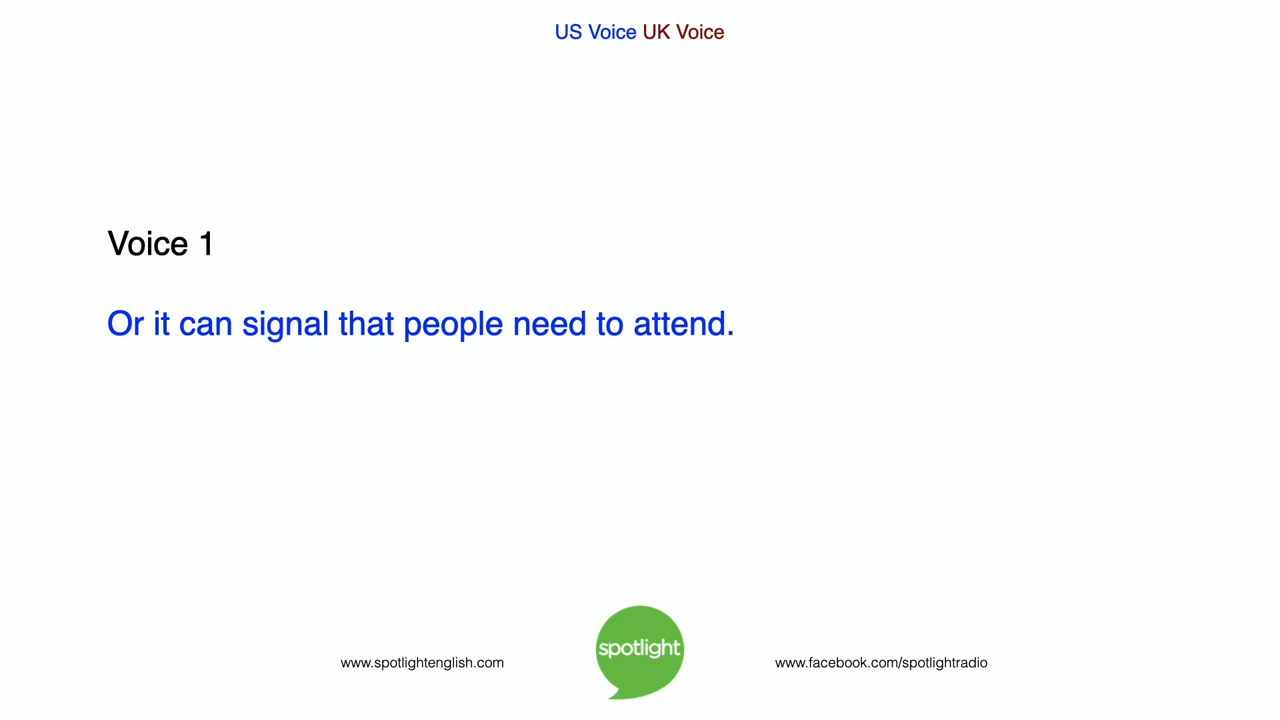 US Voice UK Voice
Voice 1
Or it can signal that people need to attend.
spotlight
www.spotlightenglish.com
www.facebook.com/spotlightradio